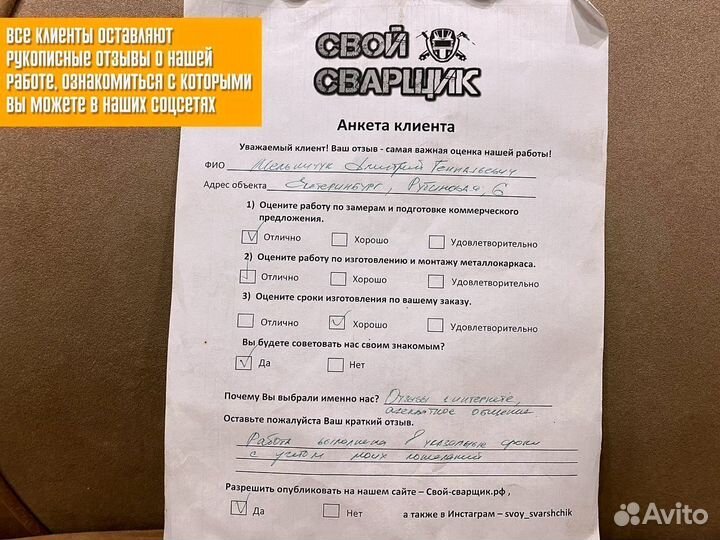 ВСЕ КЛИЕНТЫ ОСТАВЛЯЮТ
РУКОПИСНЫЕ ОТЗЫВЫ О НАШЕЙ
РАБОТЕ, ОЗНАКОМИТЬСЯ С КОТОРЫМИ
ВЫ МОЖЕТЕ В НАШИХ СОЦСЕТЯХ
СВОЙ
СВАРЩИК
Анкета клиента
Уважаемый клиент! Ваш отзыв - самая важная оценка нашей работы!
ФИО Мельничук Дмитрий
Адрес объекта Екатеринбург, Рубиновая, 6
1) Оцените работу по замерам и подготовке коммерческого
предложения.
Отлично Хорошо Удовлетворительно
2) Оцените работу по изготовлению и монтажу металлокаркаса.
Отлично Хорошо Удовлетворительно
3) Оцените сроки изготовления по вашему заказу.
Отлично Хорошо Удовлетворительно
Вы будете советовать нас своим знакомым?
Да Нет
Почему Вы выбрали именно нас? Отзывы в интернете,
адекватное общение
Оставьте пожалуйста Ваш краткий отзыв.
Работа выполнена в указаные сроки
с учетом моих пожеланий
Разрешить опубликовать на нашем сайте – Свой-сварщик.рф ,
Да Нет а также в Инстаграм – svoy_svarshchik
Avito